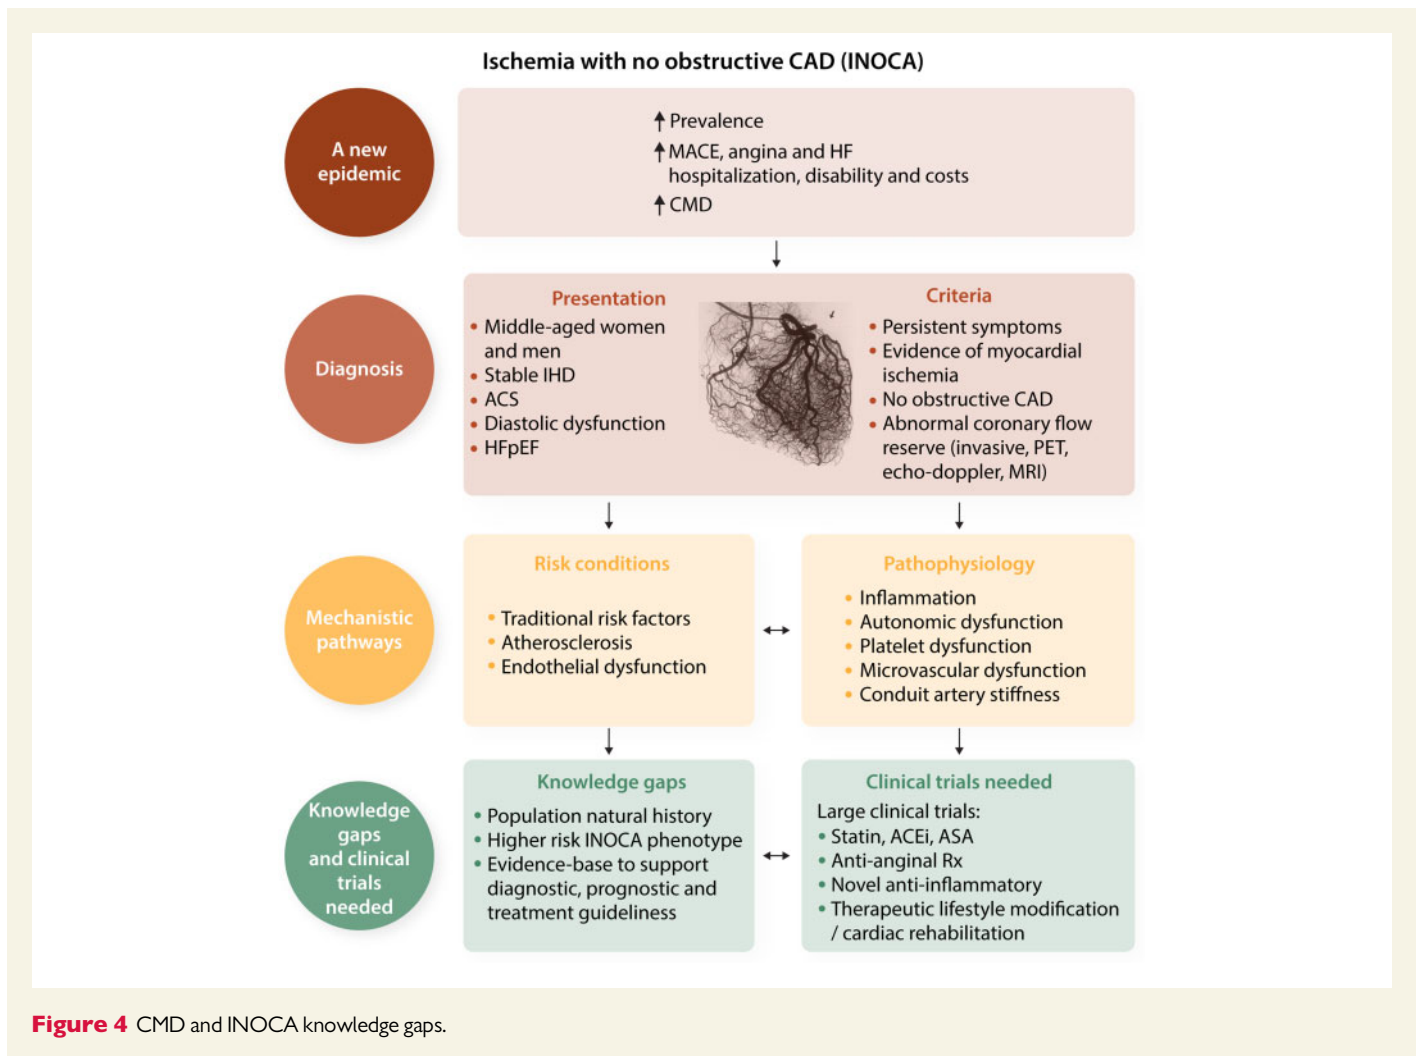 Ischemia with no obstructive CAD (INOCA)
A new
epidemic
Prevalence
MACE, angina and HF
hospitalization, disability and costs
CMD
Diagnosis
Presentation
• Middle-aged women
and men
• Stable IHD
• ACS
• Diastolic dysfunction
• HFpEF
Criteria
• Persistent symptoms
• Evidence of myocardial
ischemia
• No obstructive CAD
• Abnormal coronary flow
reserve (invasive, PET,
echo-doppler, MRI)
Mechanistic
pathways
Risk conditions
• Traditional risk factors
• Atherosclerosis
• Endothelial dysfunction
Pathophysiology
• Inflammation
• Autonomic dysfunction
• Platelet dysfunction
• Microvascular dysfunction
• Conduit artery stiffness
Knowledge
gaps
and clinical
trials
needed
Knowledge gaps
• Population natural history
• Higher risk INOCA phenotype
• Evidence-base to support
diagnostic, prognostic and
treatment guideliness
Clinical trials needed
Large clinical trials:
• Statin, ACEi, ASA
• Anti-anginal Rx
• Novel anti-inflammatory
• Therapeutic lifestyle modification
/ cardiac rehabilitation
Figure 4 CMD and INOCA knowledge gaps.